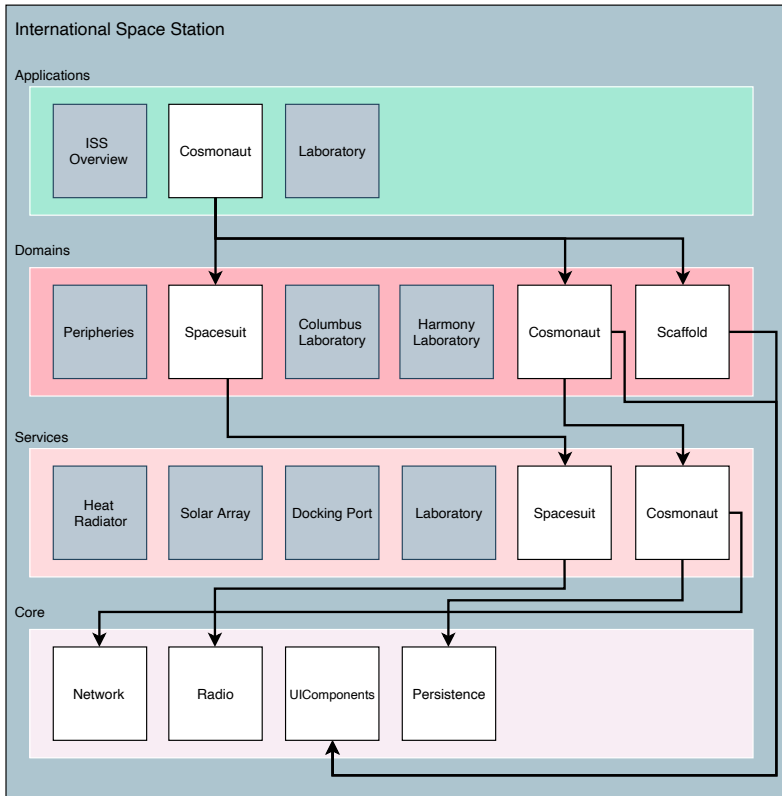 International Space Station
Applications
ISS
Overview
Cosmonaut
Laboratory
Domains
Peripheries
Spacesuit
Columbus
Laboratory
Harmony
Laboratory
Cosmonaut
Scaffold
Services
Heat
Radiator
Solar Array
Docking Port
Laboratory
Spacesuit
Cosmonaut
Core
Network
Radio
UIComponents
Persistence